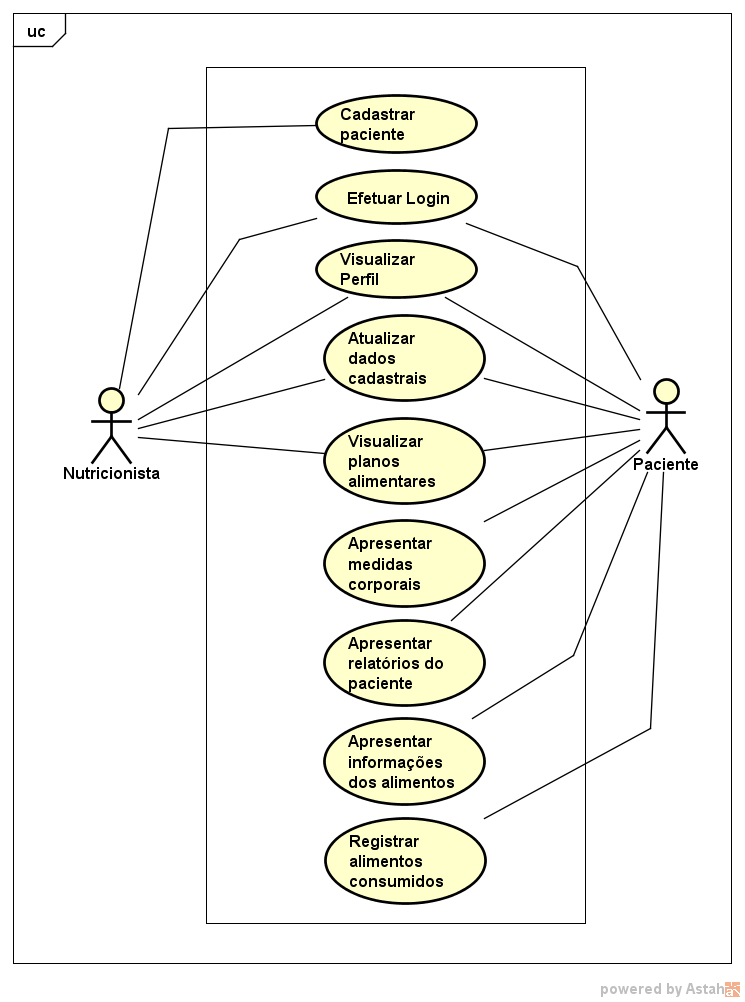 uc
Cadastrar
paciente
Efetuar Login
Visualizar
Perfil
Atualizar
dados
cadastrais
Visualizar
planos
alimentares
Apresentar
medidas
corporais
Apresentar
relatórios do
paciente
Apresentar
informações
dos alimentos
Registrar
alimentos
consumidos
Nutricionista
Paciente
powered by Astah